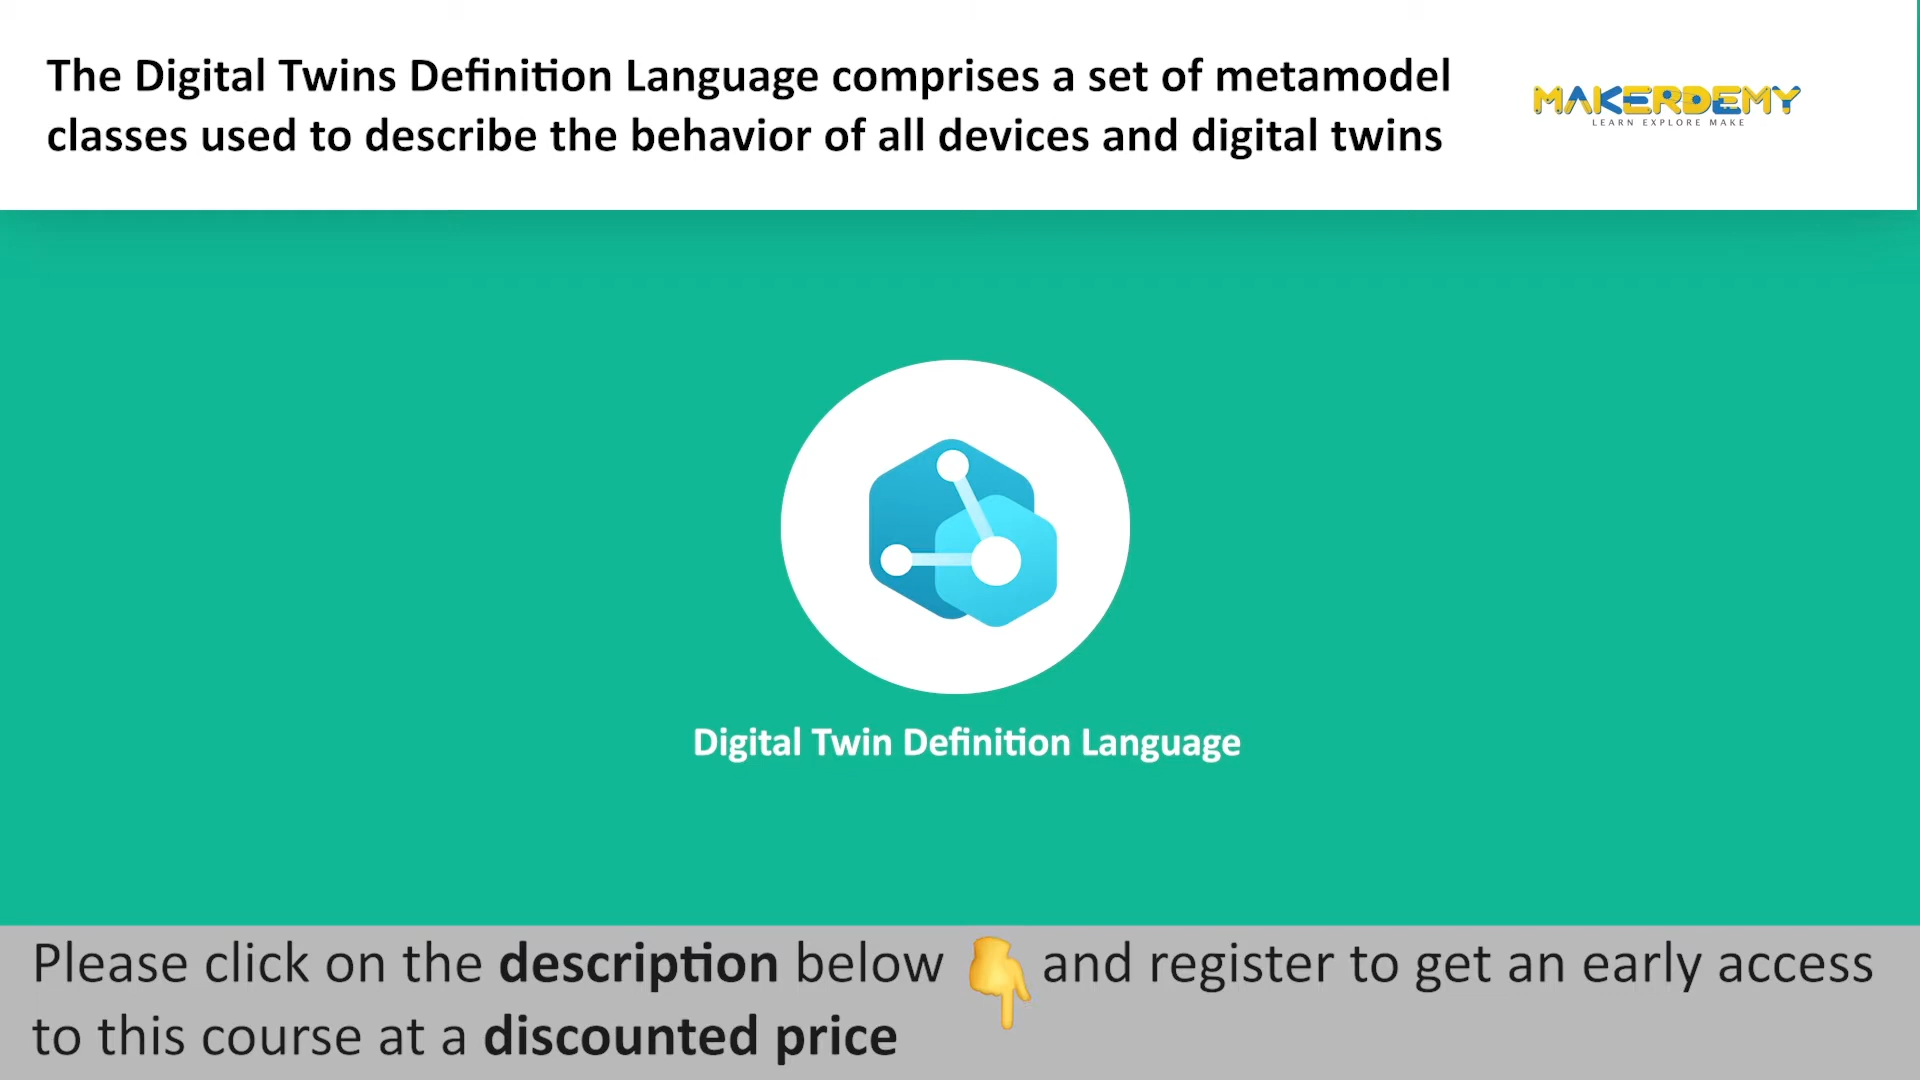 The Digital Twins Definition Language comprises a set of metamodel
classes used to describe the behavior of all devices and digital twins
MAKERDEMY
LEARN EXPLORE MAKE
Digital Twin Definition Language
Please click on the description below 👇 and register to get an early access
to this course at a discounted price